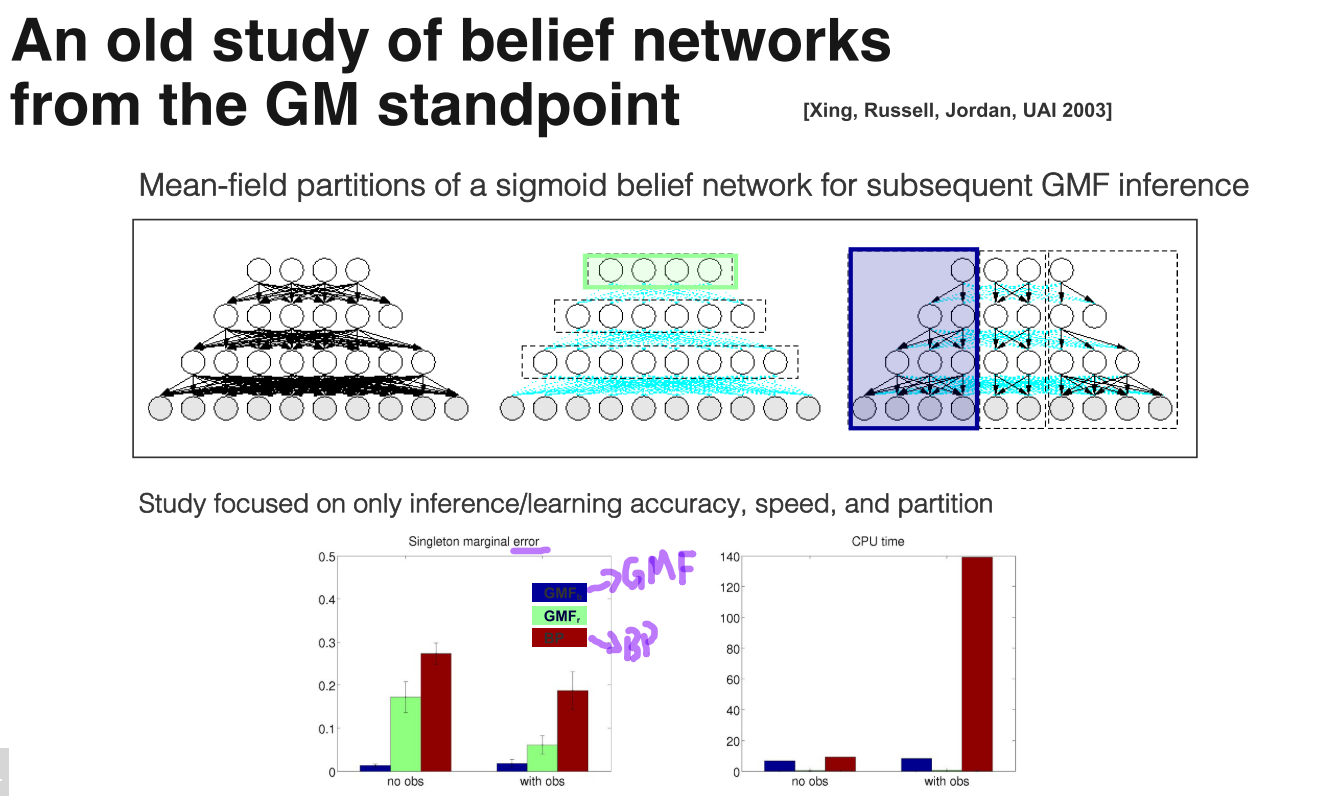 An old study of belief networks
from the GM standpoint
[Xing, Russell, Jordan, UAI 2003]
Mean-field partitions of a sigmoid belief network for subsequent GMF inference
Study focused on only inference/learning accuracy, speed, and partition
Singleton marginal error
0.5
0.4
0.3
0.2
0.1
0
GMFb
GMFr
BP
GMF
BP
no obs
with obs
CPU time
140
120
100
80
60
40
20
0
no obs
with obs